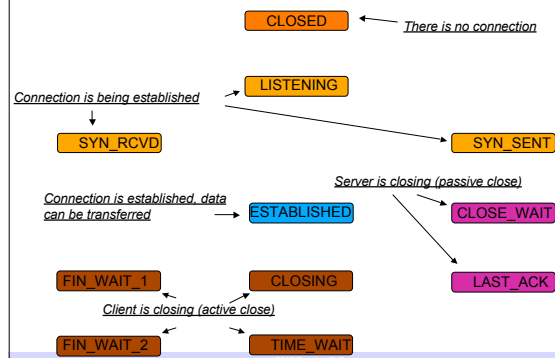 CLOSED
There is no connection
LISTENING
Connection is being established
SYN_RCVD
SYN_SENT
Server is closing (passive close)
Connection is established, data
can be transferred
ESTABLISHED
CLOSE_WAIT
FIN_WAIT_1
CLOSING
LAST_ACK
Client is closing (active close)
FIN_WAIT_2
TIME_WAIT